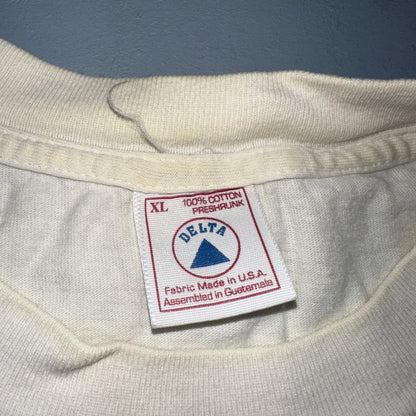 XL 100% COTTON
PRESHRUNK
DELTA
Fabric Made in U.S.A.
Assembled in Guatemala